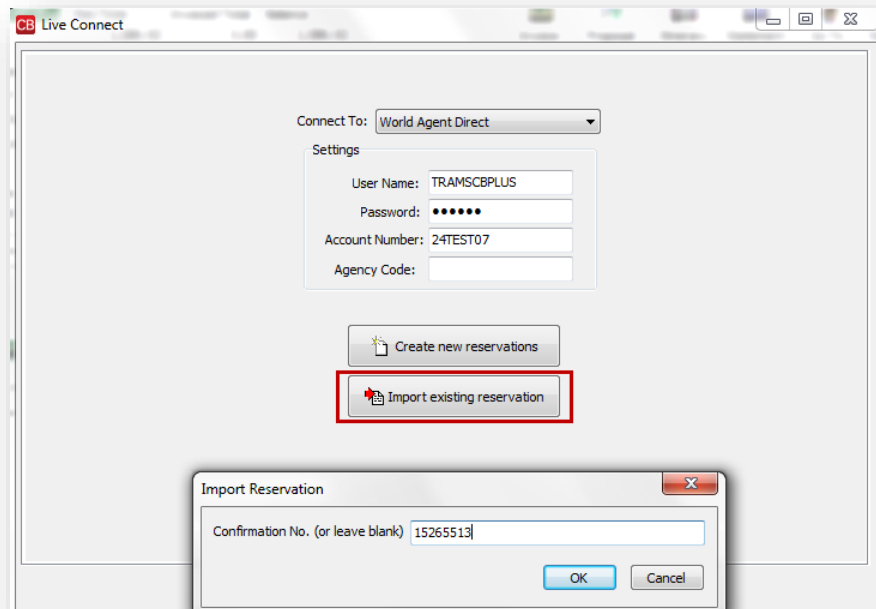 CB Live Connect
Connect To: World Agent Direct
Settings
User Name: TRAMSCBPLUS
Password: ●●●●●●
Account Number: 24TEST07
Agency Code:
Create new reservations
Import existing reservation
Import Reservation
Confirmation No. (or leave blank) 15265513
OK Cancel